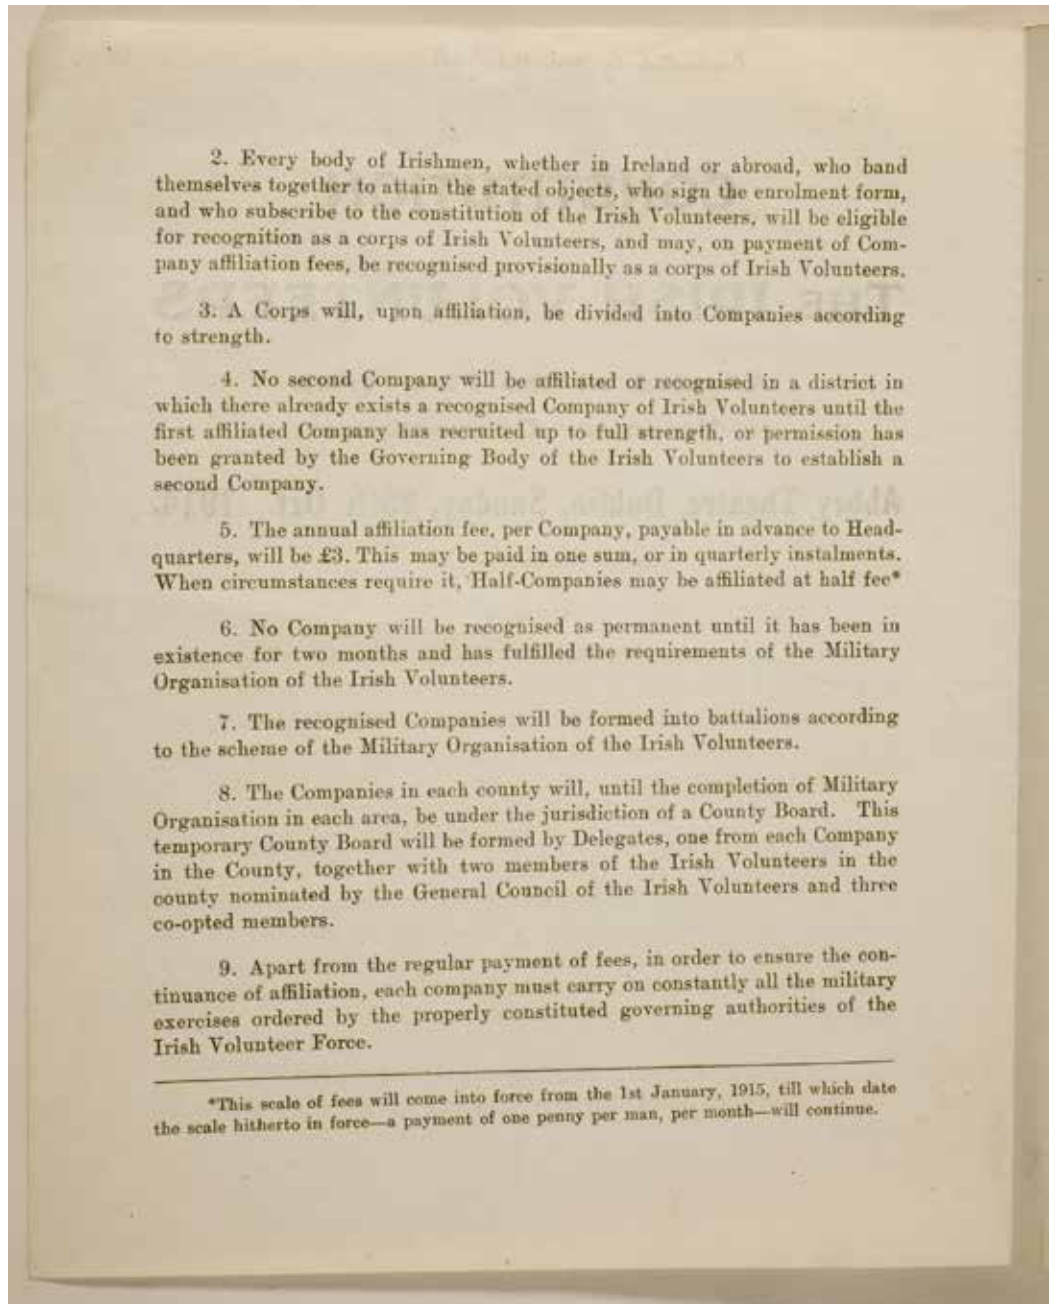 2. Every body of Irishmen, whether in Ireland or abroad, who band
themselves together to attain the stated objects, who sign the enrolment form,
and who subscribe to the constitution of the Irish Volunteers, will be eligible
for recognition as a corps of Irish Volunteers, and may, on payment of Com-
pany affiliation fees, be recognised provisionally as a corps of Irish Volunteers.
3. A Corps will, upon affiliation, be divided into Companies according
to strength.
4. No second Company will be affiliated or recognised in a district in
which there already exists a recognised Company of Irish Volunteers until the
first affiliated Company has recruited up to full strength, or permission has
been granted by the Governing Body of the Irish Volunteers to establish a
second Company.
5. The annual affiliation fee, per Company, payable in advance to Head-
quarters, will be £3. This may be paid in one sum, or in quarterly instalments.
When circumstances require it, Half-Companies may be affiliated at half fee*
6. No Company will be recognised as permanent until it has been in
existence for two months and has fulfilled the requirements of the Military
Organisation of the Irish Volunteers.
7. The recognised Companies will be formed into battalions according
to the scheme of the Military Organisation of the Irish Volunteers.
8. The Companies in each county will, until the completion of Military
Organisation in each area, be under the jurisdiction of a County Board. This
temporary County Board will be formed by Delegates, one from each Company
in the County, together with two members of the Irish Volunteers in the
county nominated by the General Council of the Irish Volunteers and three
co-opted members.
9. Apart from the regular payment of fees, in order to ensure the con-
tinuance of affiliation, each company must carry on constantly all the military
exercises ordered by the properly constituted governing authorities of the
Irish Volunteer Force.
*This scale of fees will come into force from the 1st January, 1915, till which date
the scale hitherto in force—a payment of one penny per man, per month—will continue.